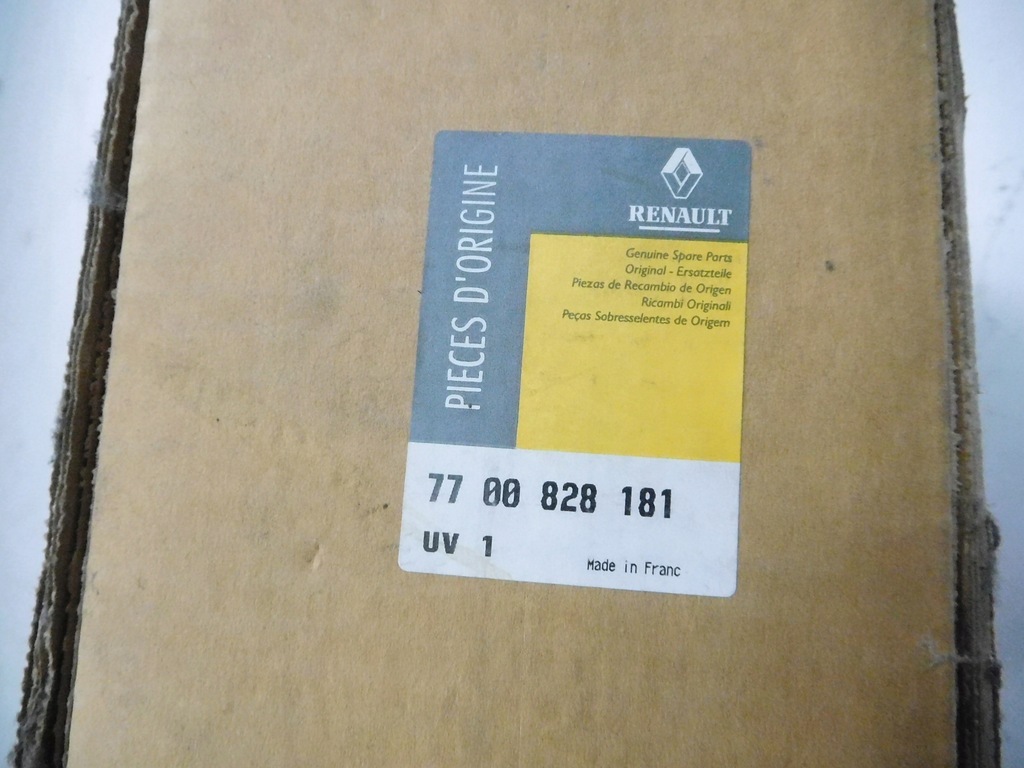 PIECES D'ORIGINE
RENAULT
Genuine Spare Parts
Original - Ersatzteile
Piezas de Recambio de Origen
Ricambi Originali
Peças Sobresselentes de Origem
77 00 828 181
UV 1
Made in Franc